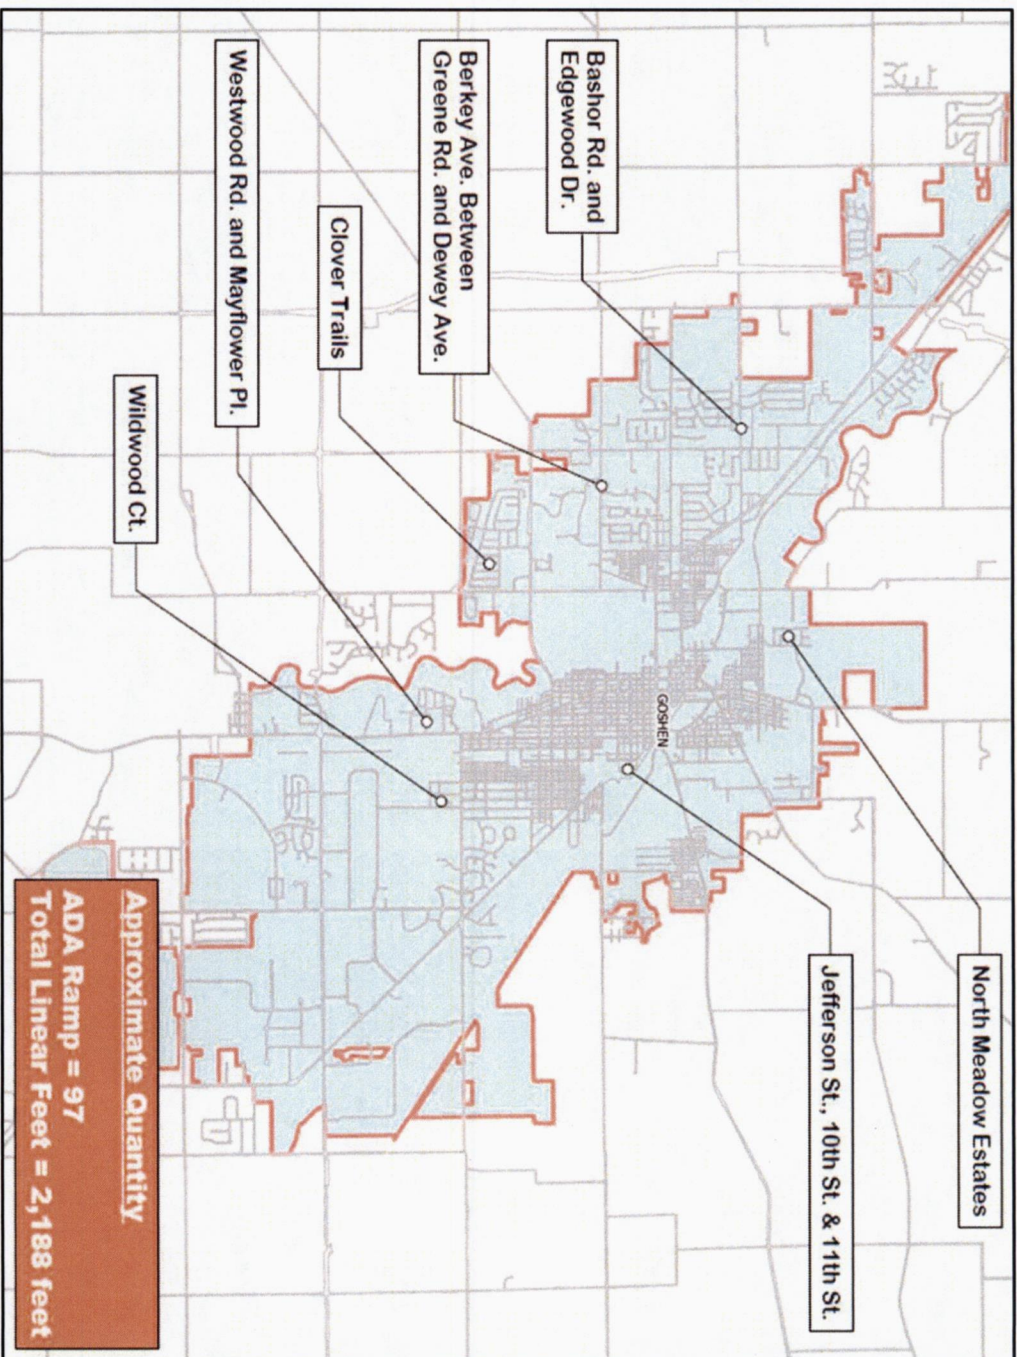 North Meadow Estates
Jefferson St., 10th St. & 11th St.
Bashor Rd. and
Edgewood Dr.
GOSHEN
Berkey Ave. Between
Greene Rd. and Dewey Ave.
Clover Trails
Westwood Rd. and Mayflower Pl.
Wildwood Ct.
Approximate Quantity
ADA Ramp = 97
Total Linear Feet = 2,188 feet